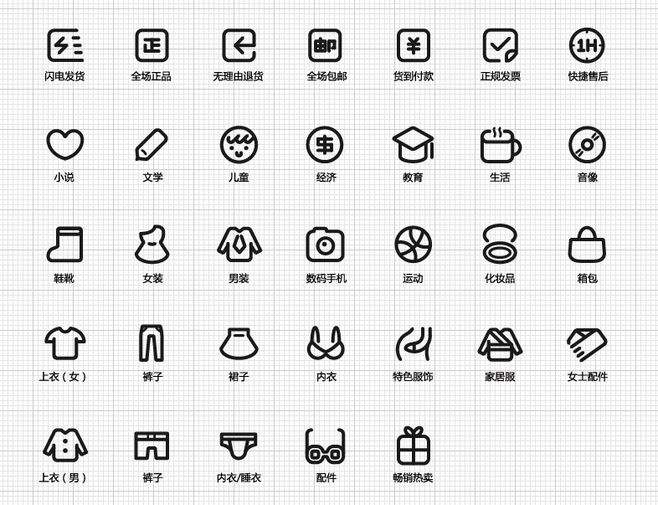 正
邮
¥
1H
闪电发货
全场正品
无理由退货
全场包邮
货到付款
正规发票
快捷售后
小说
文学
儿童
经济
教育
生活
音像
鞋靴
女装
男装
数码手机
运动
化妆品
箱包
上衣（女）
裤子
裙子
内衣
特色服饰
家居服
女士配件
上衣（男）
裤子
内衣/睡衣
配件
畅销热卖